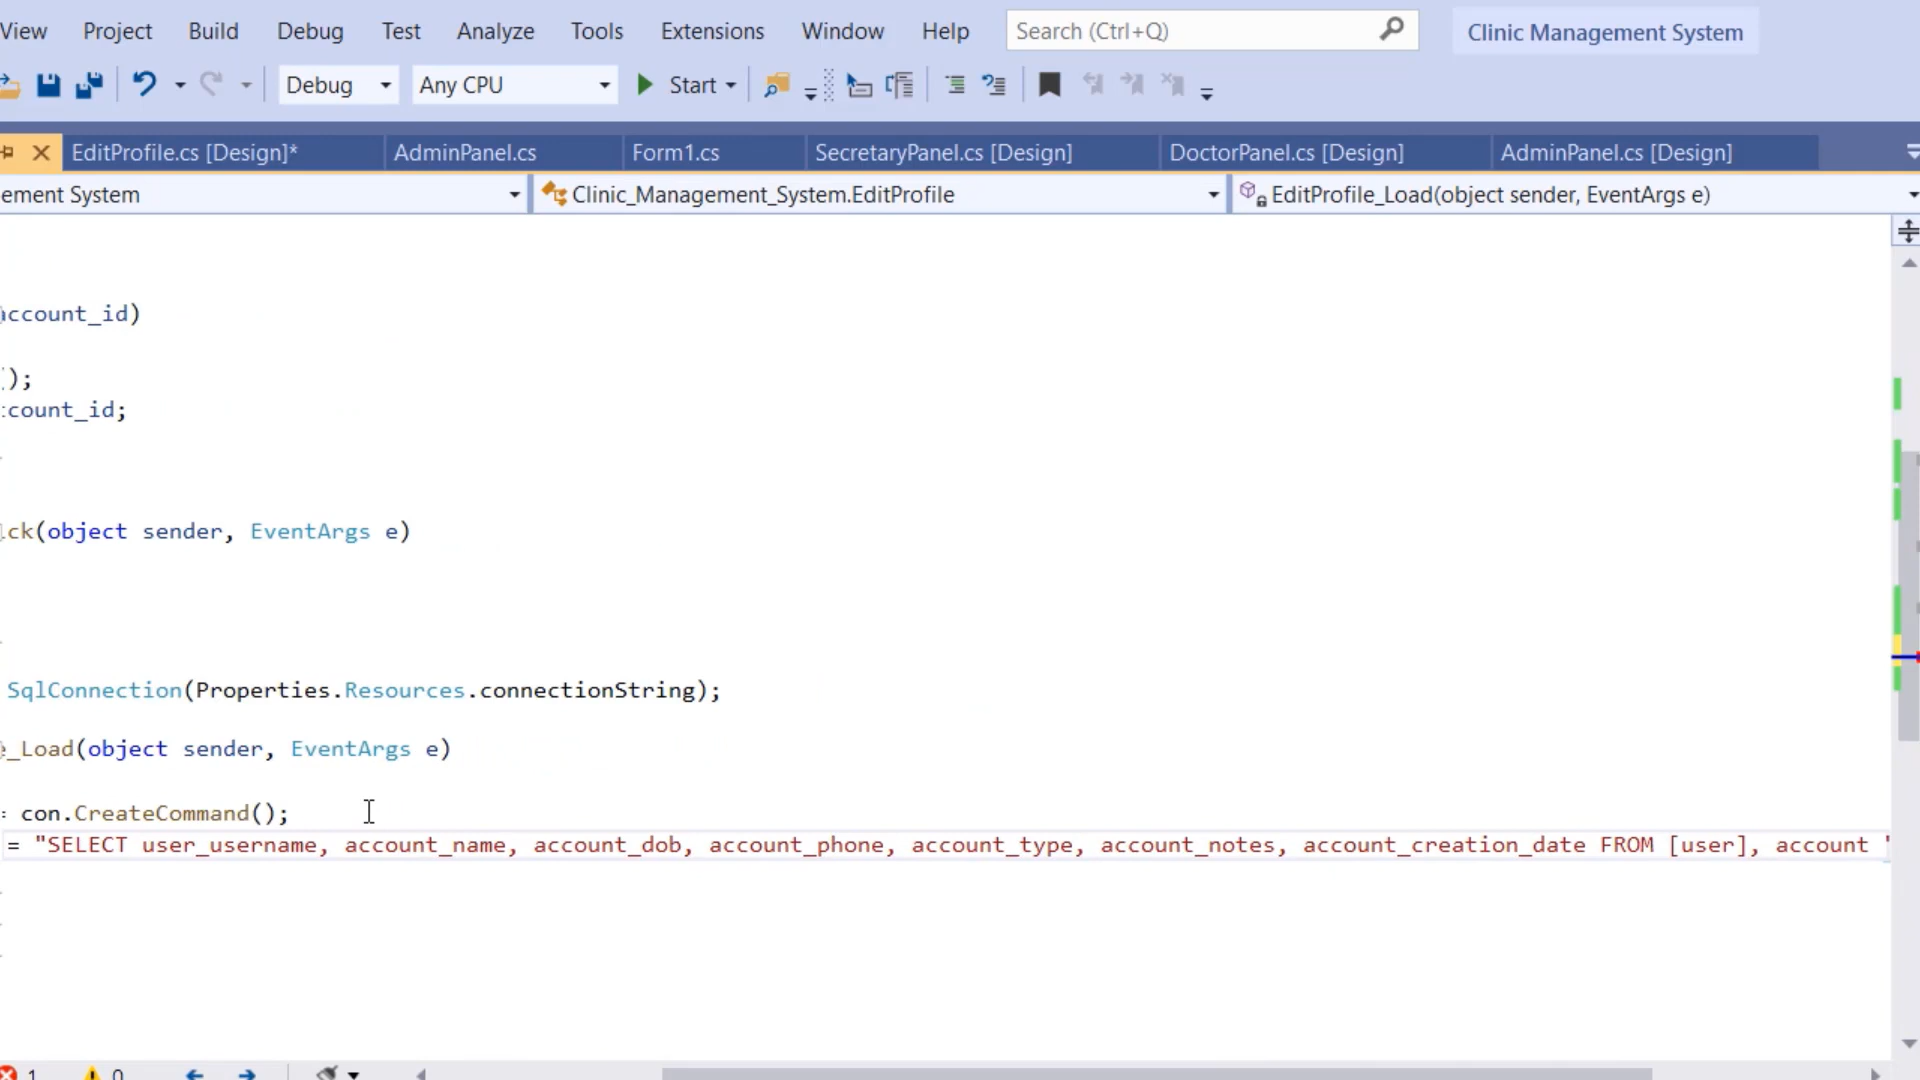 View Project Build Debug Test Tools Analyze Extensions Window Help Search (Ctrl+Q) Clinic Management System
Debug Any CPU Start
EditProfile.cs [Design]* AdminPanel.cs Form1.cs SecretaryPanel.cs [Design] DoctorPanel.cs [Design] AdminPanel.cs [Design]
ement System Clinic_Management_System.EditProfile EditProfile_Load(object sender, EventArgs e)
account_id)
();
count_id;
ick(object sender, EventArgs e)
SqlConnection(Properties.Resources.connectionString);
e_Load(object sender, EventArgs e)
= con.CreateCommand();
= "SELECT user_username, account_name, account_dob, account_phone, account_type, account_notes, account_creation_date FROM [user], account "
1 0